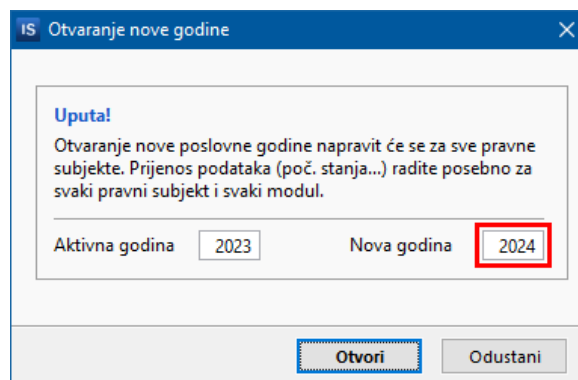 IS Otvaranje nove godine
Uputa!
Otvaranje nove poslovne godine napravit će se za sve pravne
subjekte. Prijenos podataka (poč. stanja...) radite posebno za
svaki pravni subjekt i svaki modul.
Aktivna godina 2023 Nova godina 2024
Otvori Odustani